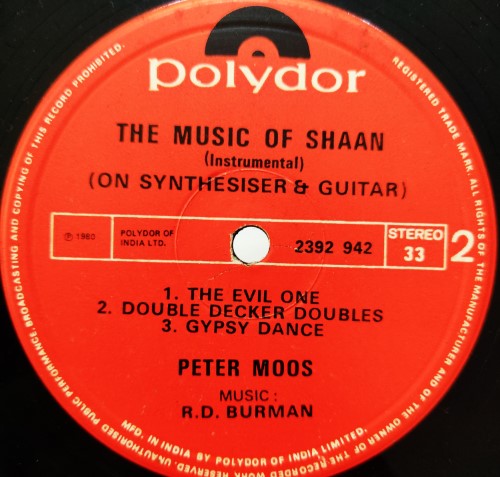 polydor
THE MUSIC OF SHAAN
(Instrumental)
(ON SYNTHESISER & GUITAR)
℗ 1980
POLYDOR OF
INDIA LTD.
2392 942
STEREO
33
2
1. THE EVIL ONE
2. DOUBLE DECKER DOUBLES
3. GYPSY DANCE
PETER MOOS
MUSIC :
R.D. BURMAN
MFD. IN INDIA BY POLYDOR OF INDIA LIMITED.
REGISTERED TRADE MARK. ALL RIGHTS OF THE MANUFACTURER AND OF THE OWNER OF THE RECORDED WORK RESERVED. UNAUTHORISED PUBLIC PERFORMANCE, BROADCASTING AND COPYING OF THIS RECORD PROHIBITED.